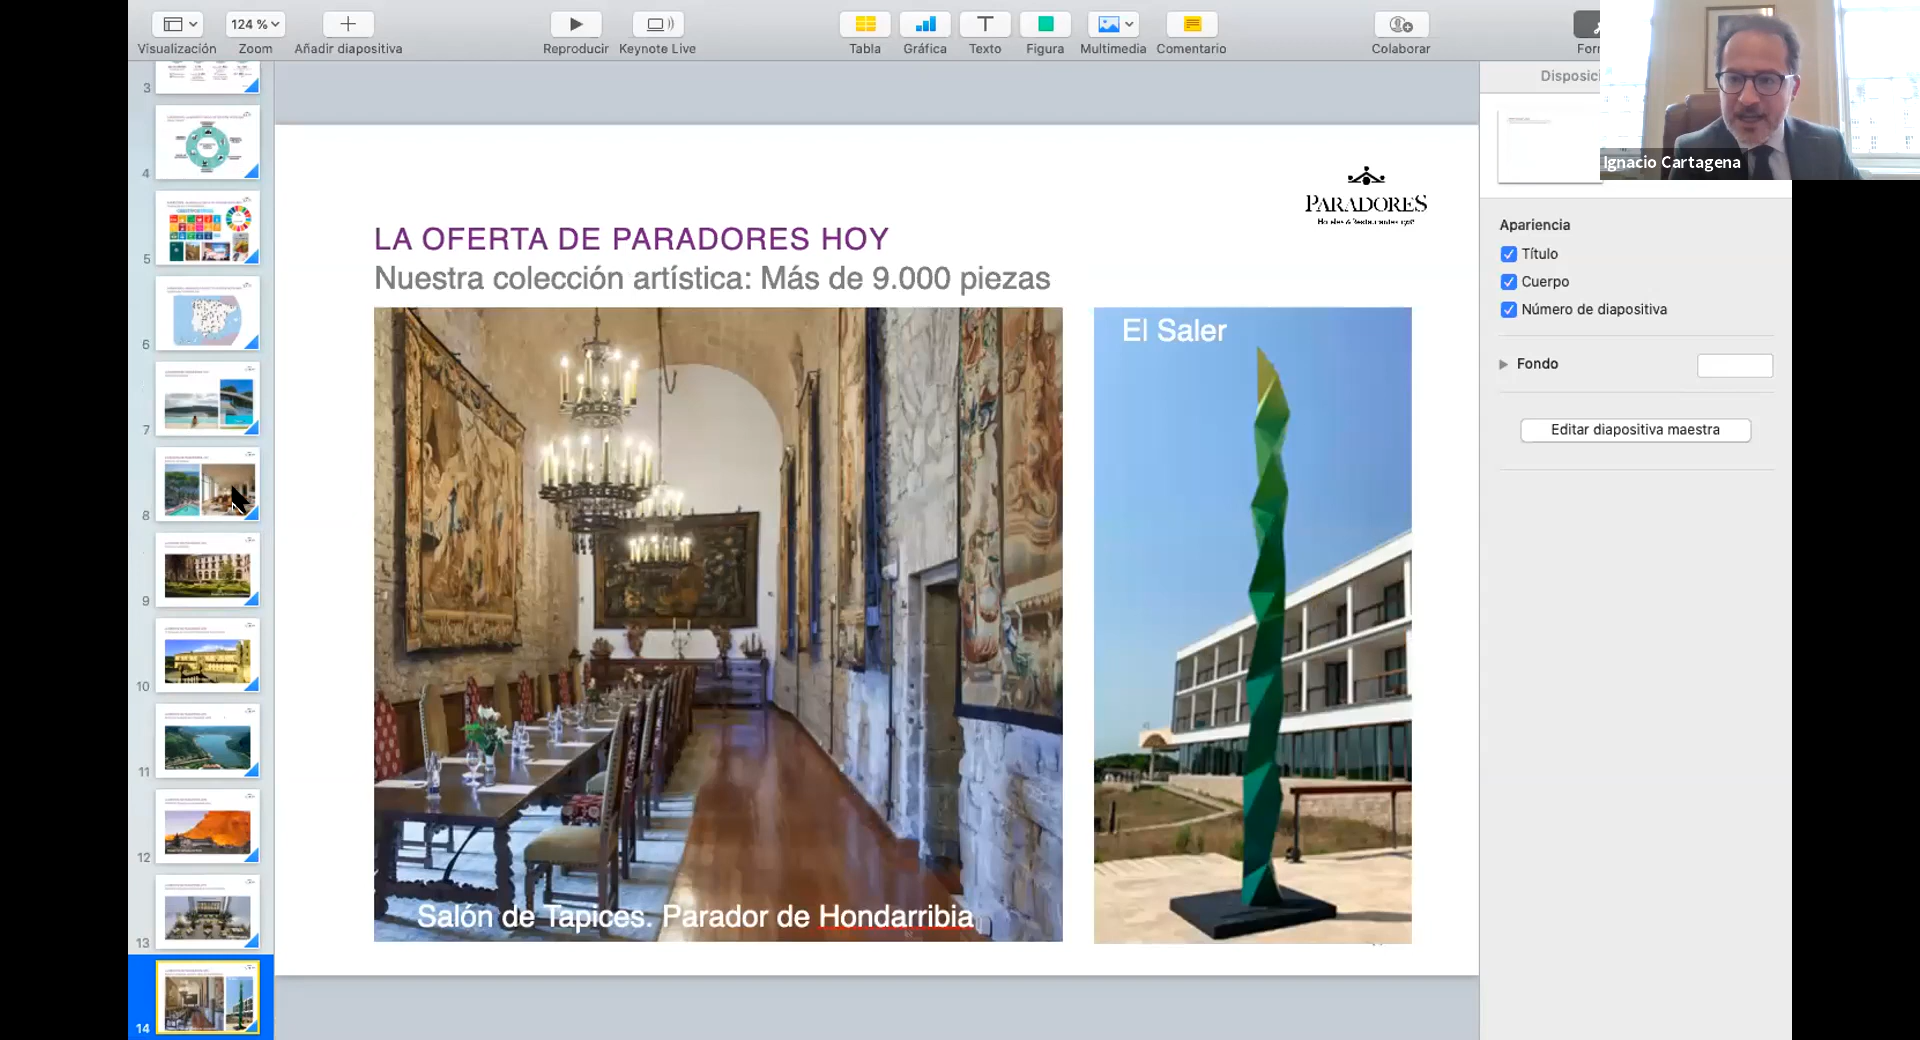 Visualización
124 %
Zoom
Añadir diapositiva
Reproducir
Keynote Live
Tabla
Gráfica
Texto
Figura
Multimedia
Comentario
Colaborar
Ignacio Cartagena
3
4
5
6
7
8
9
10
11
12
13
14
PARADORES
Hoteles & Restaurantes 1928
LA OFERTA DE PARADORES HOY
Nuestra colección artística: Más de 9.000 piezas
El Saler
Salón de Tapices. Parador de Hondarribia
Apariencia
Título
Cuerpo
Número de diapositiva
Fondo
Editar diapositiva maestra